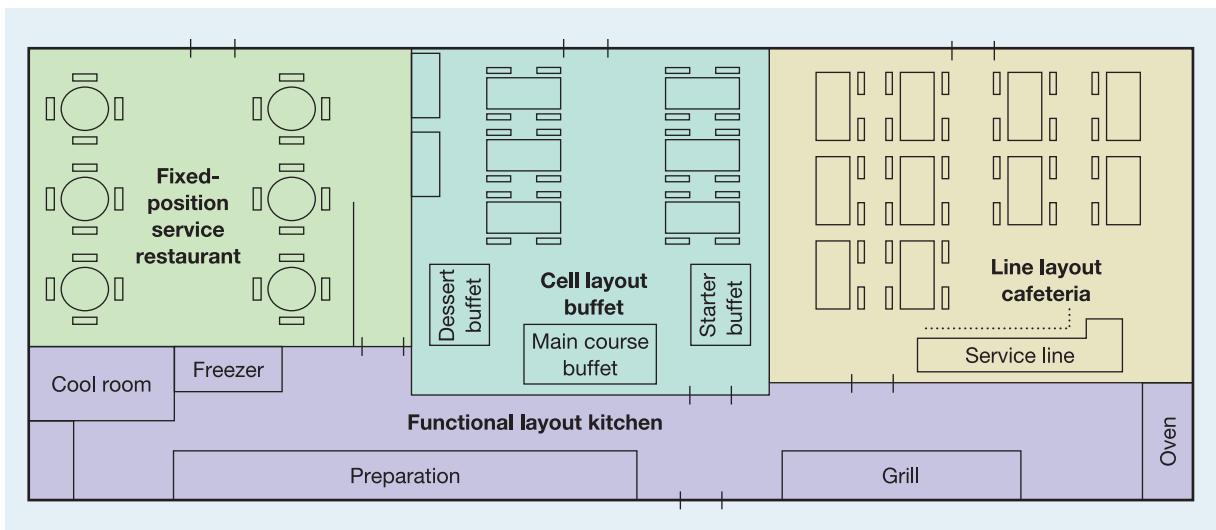 Fixed-
position
service
restaurant
Dessert
buffet
Cell layout
buffet
Starter
buffet
Main course
buffet
Line layout
cafeteria
Service line
Cool room
Freezer
Functional layout kitchen
Preparation
Grill
Oven